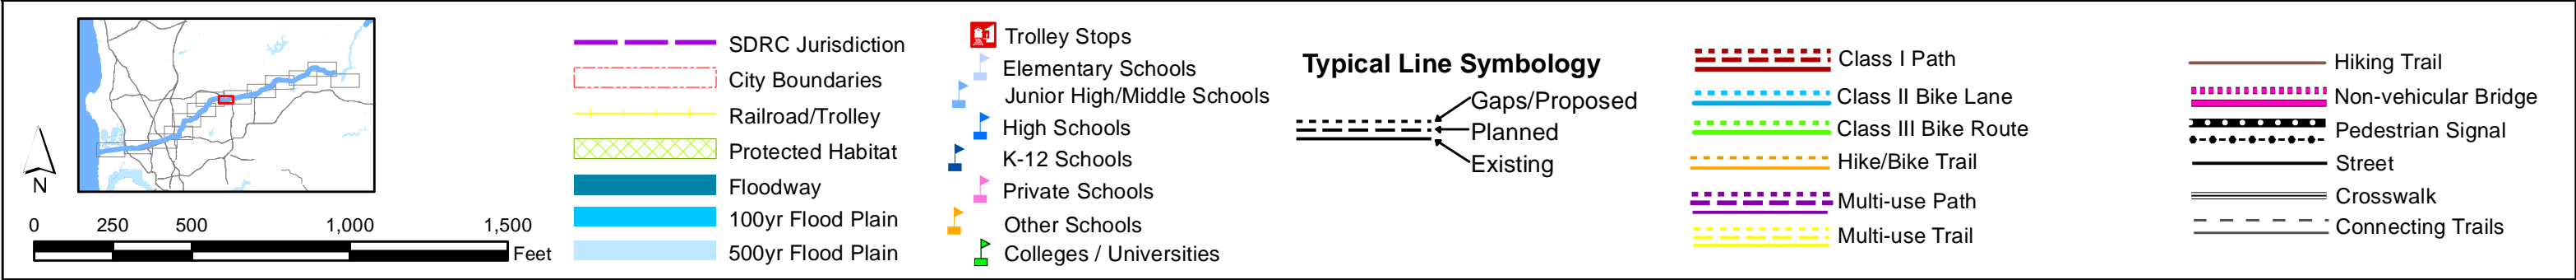 N
0 250 500 1,000 1,500
Feet
SDRC Jurisdiction
City Boundaries
Railroad/Trolley
Protected Habitat
Floodway
100yr Flood Plain
500yr Flood Plain
Trolley Stops
Elementary Schools
Junior High/Middle Schools
High Schools
K-12 Schools
Private Schools
Other Schools
Colleges / Universities
Typical Line Symbology
Gaps/Proposed
Planned
Existing
Class I Path
Class II Bike Lane
Class III Bike Route
Hike/Bike Trail
Multi-use Path
Multi-use Trail
Hiking Trail
Non-vehicular Bridge
Pedestrian Signal
Street
Crosswalk
Connecting Trails